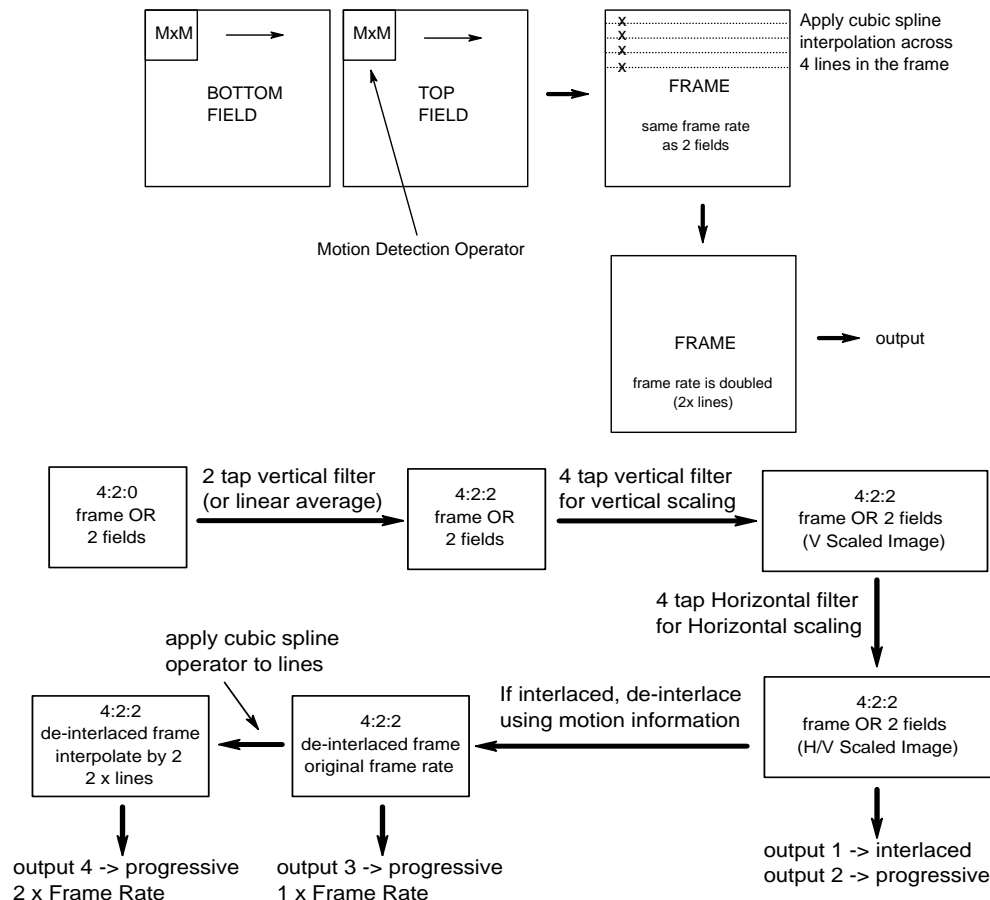 MxM
BOTTOM
FIELD
MxM
TOP
FIELD
Motion Detection Operator
x
x
x
x
FRAME
same frame rate
as 2 fields
Apply cubic spline
interpolation across
4 lines in the frame
FRAME
frame rate is doubled
(2x lines)
output
4:2:0
frame OR
2 fields
2 tap vertical filter
(or linear average)
4:2:2
frame OR
2 fields
4 tap vertical filter
for vertical scaling
4:2:2
frame OR 2 fields
(V Scaled Image)
4 tap Horizontal filter
for Horizontal scaling
4:2:2
frame OR 2 fields
(H/V Scaled Image)
output 1 -> interlaced
output 2 -> progressive
If interlaced, de-interlace
using motion information
4:2:2
de-interlaced frame
original frame rate
output 3 -> progressive
1 x Frame Rate
apply cubic spline
operator to lines
4:2:2
de-interlaced frame
interpolate by 2
2 x lines
output 4 -> progressive
2 x Frame Rate